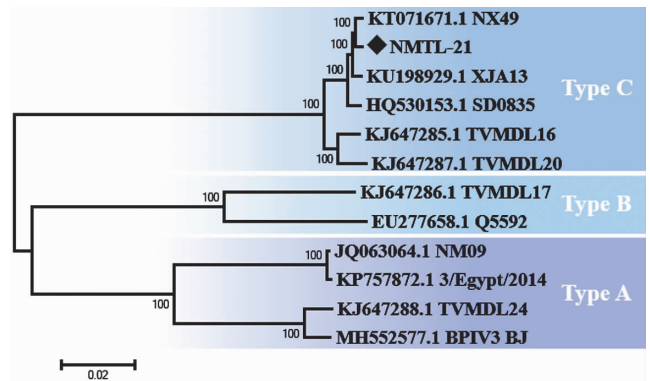 100
KT071671.1 NX49
100
NMTL-21
100
KU198929.1 XJA13
Type C
100
HQ530153.1 SD0835
KJ647285.1 TVMDL16
100
KJ647287.1 TVMDL20
100
KJ647286.1 TVMDL17
Type B
EU277658.1 Q5592
100
JQ063064.1 NM09
KP757872.1 3/Egypt/2014
Type A
100
KJ647288.1 TVMDL24
100
MH552577.1 BPIV3 BJ
0.02